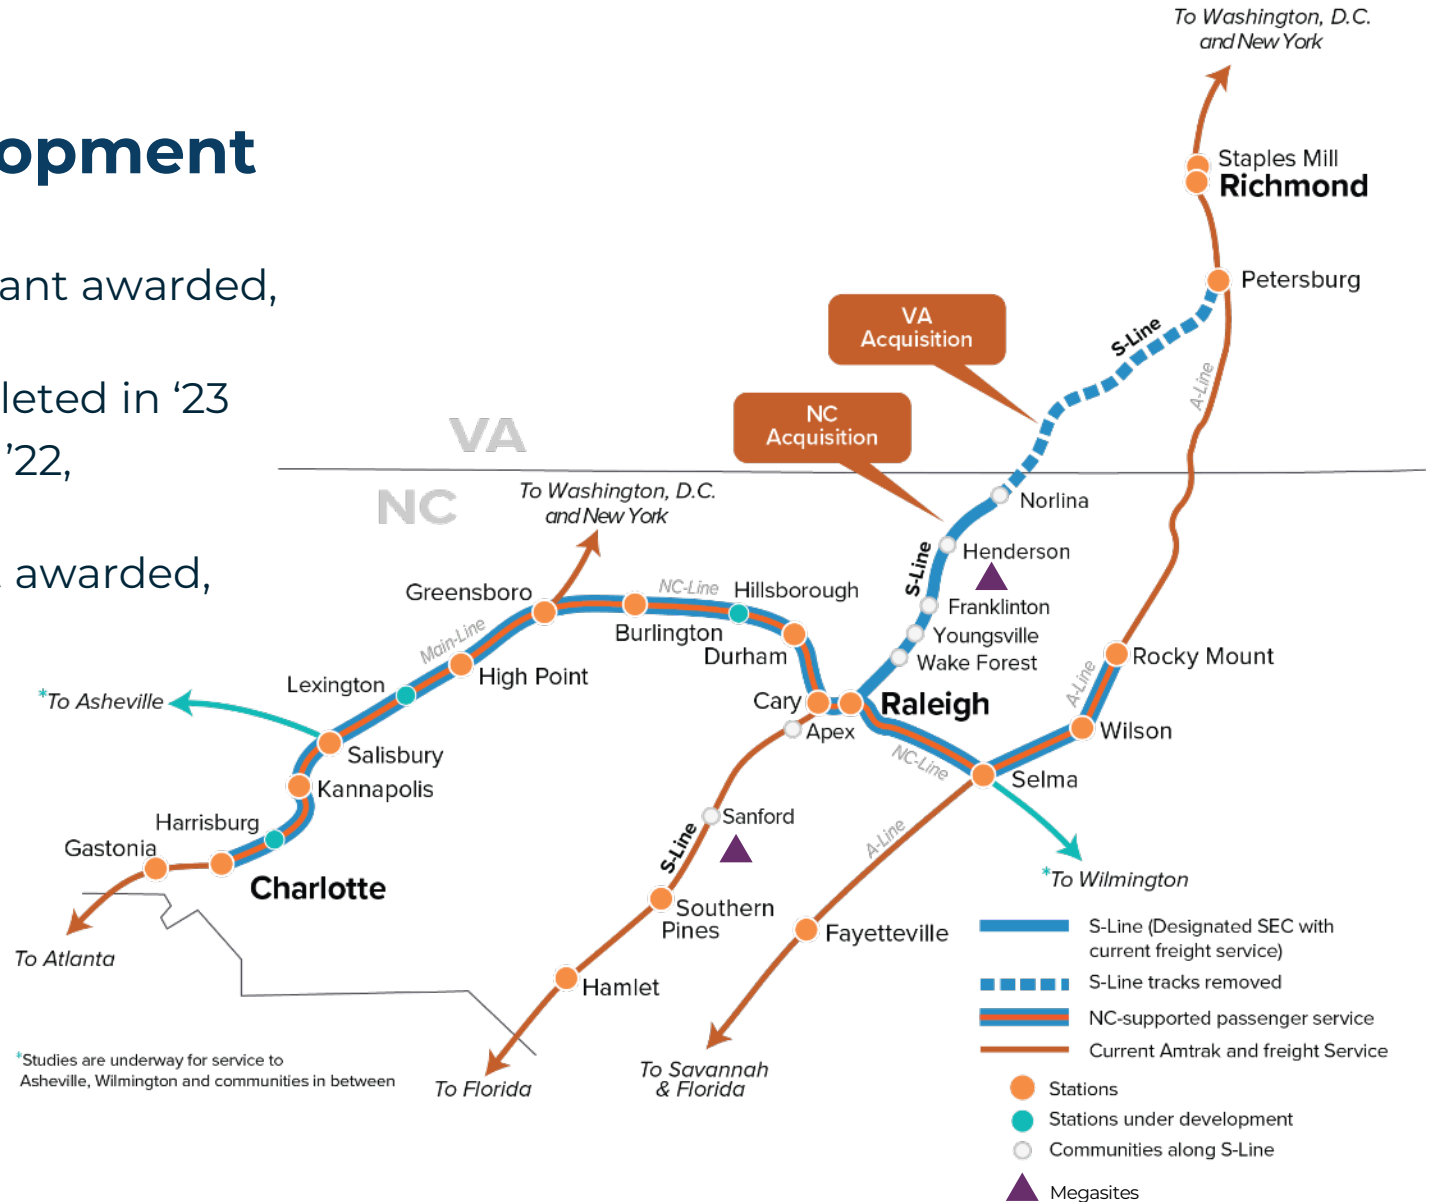 To Washington, D.C.
and New York
opment
Staples Mill
Richmond
ant awarded,
Petersburg
VA
Acquisition
S-Line
A-Line
leted in ‘23
’22,
NC
Acquisition
VA
NC
To Washington, D.C.
and New York
Norlina
Henderson
S-Line
awarded,
Greensboro
NC-Line
Hillsborough
Franklinton
Burlington
Youngsville
Main-Line
Durham
Wake Forest
Rocky Mount
High Point
Lexington
A-Line
*To Asheville
Cary
Raleigh
Apex
Wilson
Salisbury
NC-Line
Selma
Kannapolis
Harrisburg
Sanford
Gastonia
S-Line
A-Line
Charlotte
*To Wilmington
Southern
Pines
Fayetteville
To Atlanta
Hamlet
S-Line (Designated SEC with
current freight service)
S-Line tracks removed
NC-supported passenger service
Current Amtrak and freight Service
*Studies are underway for service to
Asheville, Wilmington and communities in between
To Florida
To Savannah
& Florida
Stations
Stations under development
Communities along S-Line
Megasites